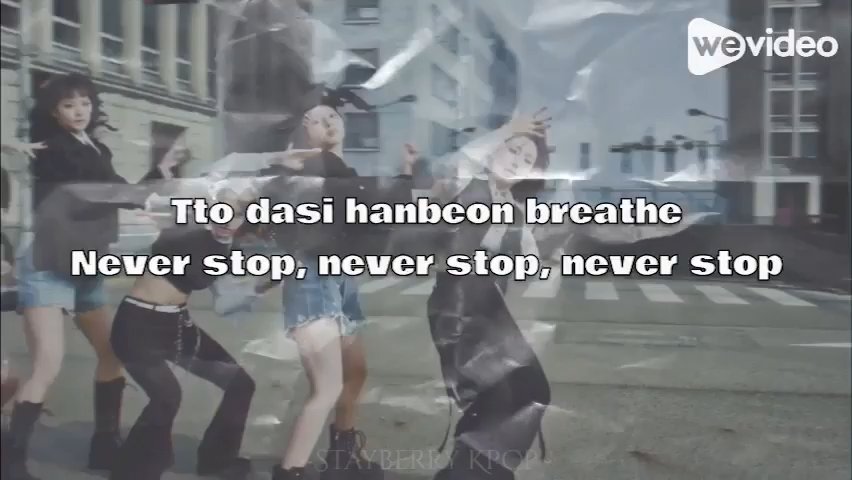 wevideo
Tto dasi hanbeon breathe
Never stop, never stop, never stop
-STAYBERRY KPOP-